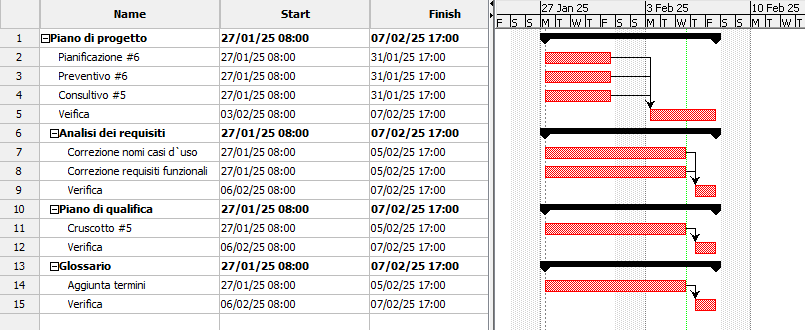 Name Start Finish
27 Jan 25 3 Feb 25 10 Feb 25
F S S M T W T F S S M T W T F S S M T W T
1 Piano di progetto 27/01/25 08:00 07/02/25 17:00
2 Pianificazione #6 27/01/25 08:00 31/01/25 17:00
3 Preventivo #6 27/01/25 08:00 31/01/25 17:00
4 Consultivo #5 27/01/25 08:00 31/01/25 17:00
5 Veifica 03/02/25 08:00 07/02/25 17:00
6 Analisi dei requisiti 27/01/25 08:00 07/02/25 17:00
7 Correzione nomi casi d`uso 27/01/25 08:00 05/02/25 17:00
8 Correzione requisiti funzionali 27/01/25 08:00 05/02/25 17:00
9 Verifica 06/02/25 08:00 07/02/25 17:00
10 Piano di qualifica 27/01/25 08:00 07/02/25 17:00
11 Cruscotto #5 27/01/25 08:00 05/02/25 17:00
12 Verifica 06/02/25 08:00 07/02/25 17:00
13 Glossario 27/01/25 08:00 07/02/25 17:00
14 Aggiunta termini 27/01/25 08:00 05/02/25 17:00
15 Verifica 06/02/25 08:00 07/02/25 17:00